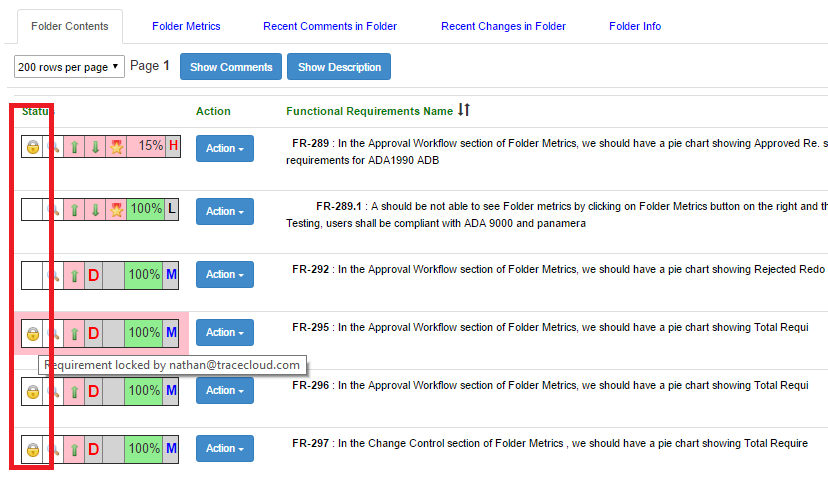 Folder Contents Folder Metrics Recent Comments in Folder Recent Changes in Folder Folder Info
200 rows per page Page 1 Show Comments Show Description
Status Action Functional Requirements Name
15% H Action FR-289 : In the Approval Workflow section of Folder Metrics, we should have a pie chart showing Approved Re. s
requirements for ADA1990 ADB
100% L Action FR-289.1 : A should be not able to see Folder metrics by clicking on Folder Metrics button on the right and th
Testing, users shall be compliant with ADA 9000 and panamera
D 100% M Action FR-292 : In the Approval Workflow section of Folder Metrics, we should have a pie chart showing Rejected Redo
D 100% M Action FR-295 : In the Approval Workflow section of Folder Metrics, we should have a pie chart showing Total Requi
Requirement locked by nathan@tracecloud.com
D 100% M Action FR-296 : In the Approval Workflow section of Folder Metrics, we should have a pie chart showing Total Requi
D 100% M Action FR-297 : In the Change Control section of Folder Metrics , we should have a pie chart showing Total Require